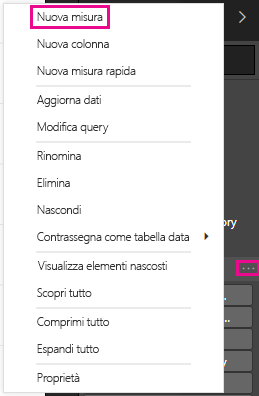 Nuova misura
Nuova colonna
Nuova misura rapida
Aggiorna dati
Modifica query
Rinomina
Elimina
Nascondi
ory
Contrassegna come tabella data
Visualizza elementi nascosti
Scopri tutto
Comprimi tutto
Espandi tutto
Proprietà